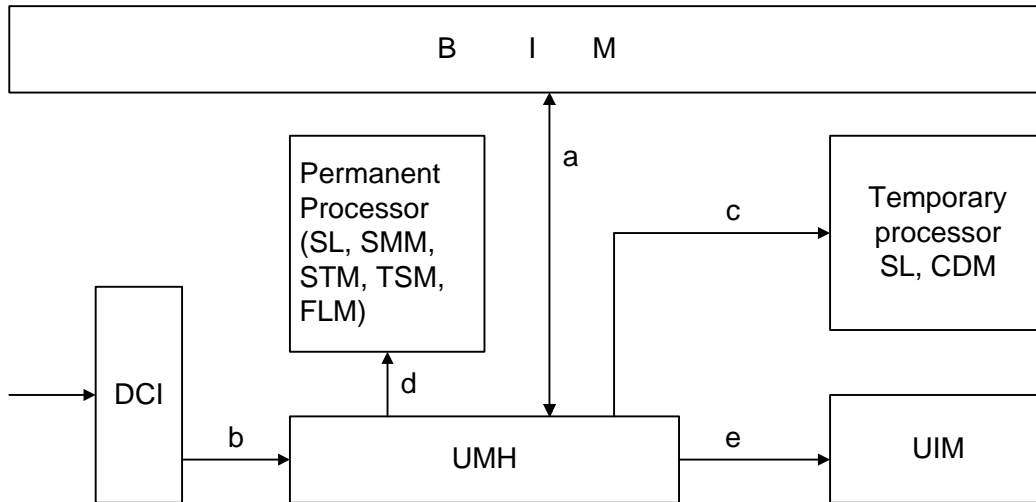 B I M
a
Permanent
Processor
(SL, SMM,
STM, TSM,
FLM)
c
Temporary
processor
SL, CDM
DCI
d
b
UMH
e
UIM